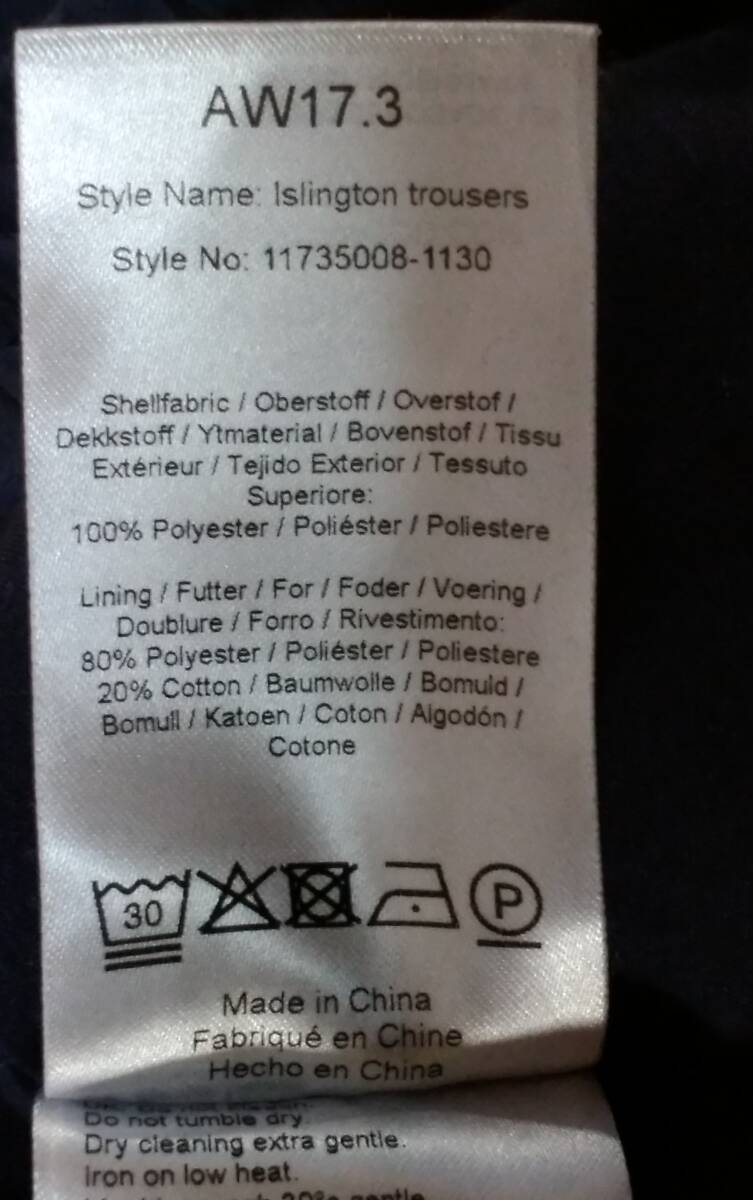 AW17.3
Style Name: Islington trousers
Style No: 11735008-1130
Shellfabric / Oberstoff / Overstof /
Dekkstoff / Ytmaterial / Bovenstof / Tissu
Extérieur / Tejido Exterior / Tessuto
Superiore:
100% Polyester / Poliéster / Poliestere
Lining / Futter / For / Foder / Voering /
Doublure / Forro / Rivestimento:
80% Polyester / Poliéster / Poliestere
20% Cotton / Baumwolle / Bomuld /
Bomull / Katoen / Coton / Algodón /
Cotone
30 P
Made in China
Fabriqué en Chine
Hecho en China
Do not tumble dry.
Dry cleaning extra gentle.
Iron on low heat.